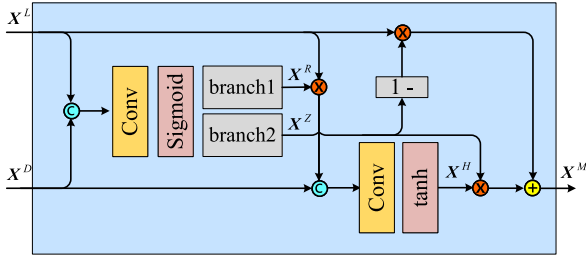 X^L
X
Conv
Sigmoid
branch1
X^R
X
1 -
C
branch2
X^Z
X^D
C
Conv
tanh
X^H
X
+
X^M